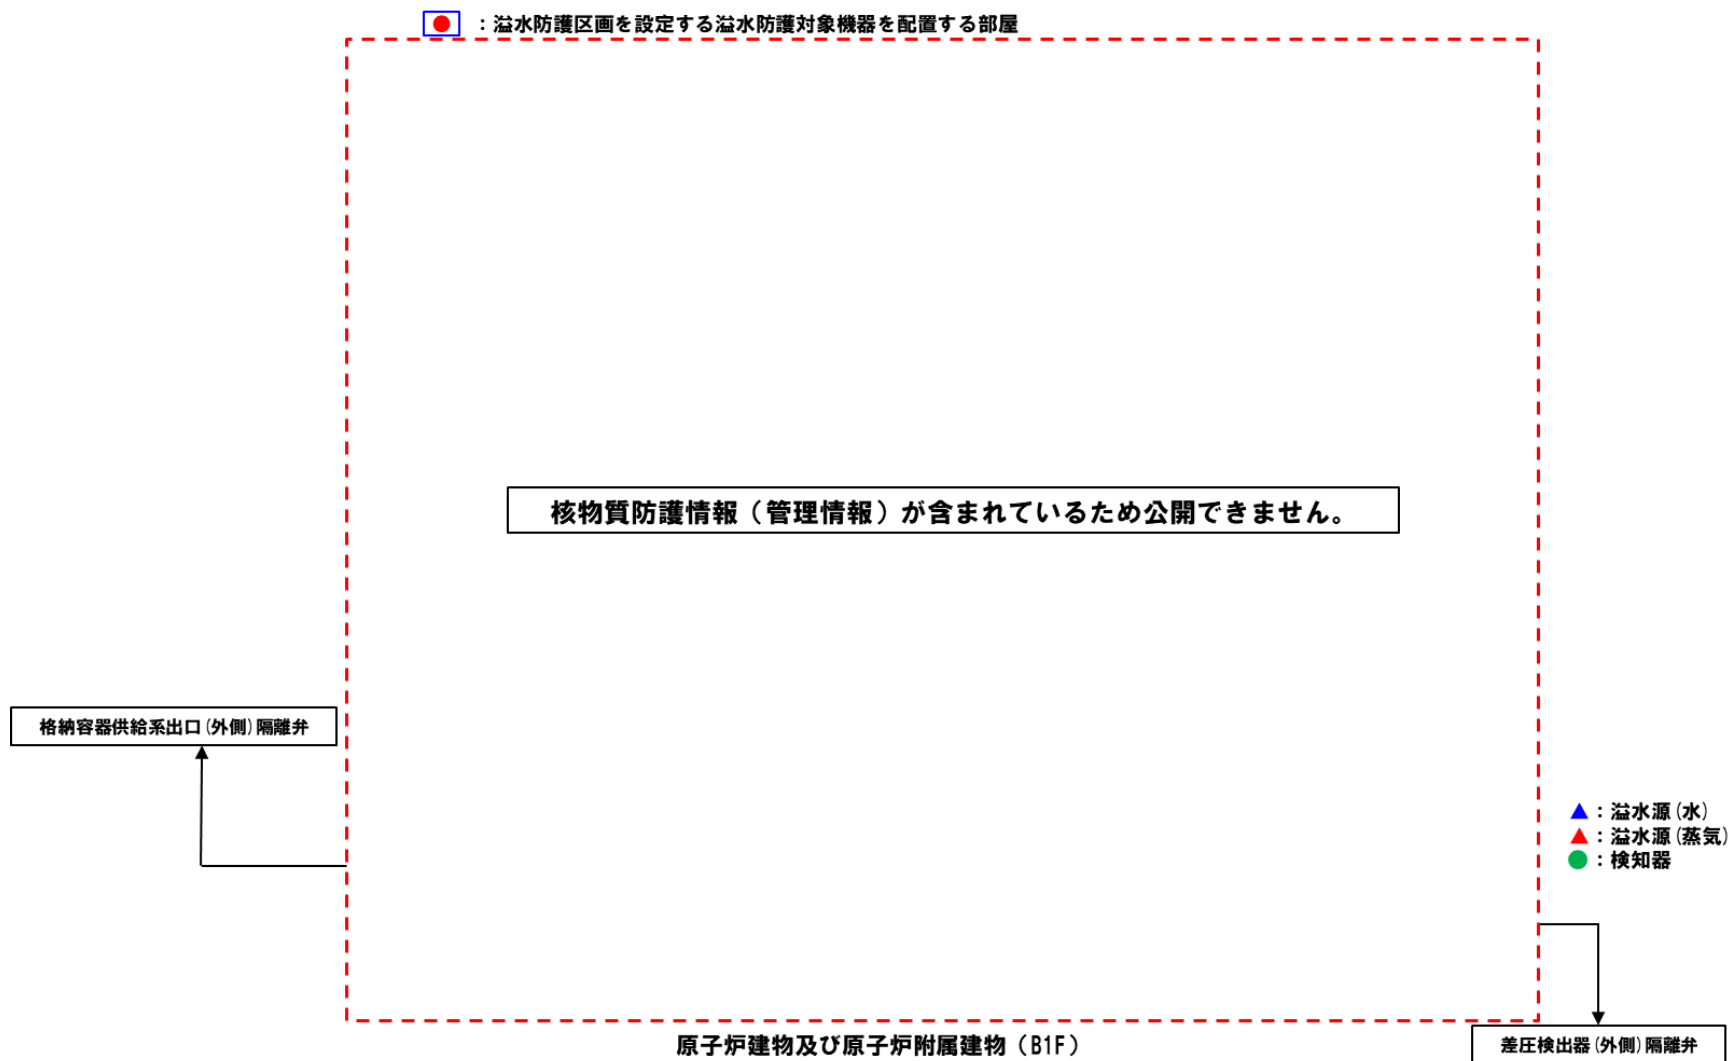 ：溢水防護区画を設定する溢水防護対象機器を配置する部屋
核物質防護情報（管理情報）が含まれているため公開できません。
格納容器供給系出口(外側)隔離弁
：溢水源(水)
：溢水源(蒸気)
：検知器
差圧検出器(外側)隔離弁
原子炉建物及び原子炉附属建物（B1F）